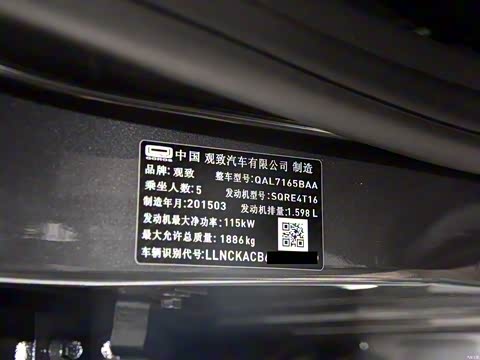 QOROS 中国 观致汽车有限公司 制造
品牌: 观致 整车型号:QAL7165BAA
乘坐人数:5 发动机型号:SQRE4T16
制造年月:201503 发动机排量:1.598 L
发动机最大净功率:115kW
最大允许总质量: 1886kg
车辆识别代号:LLNCKACB